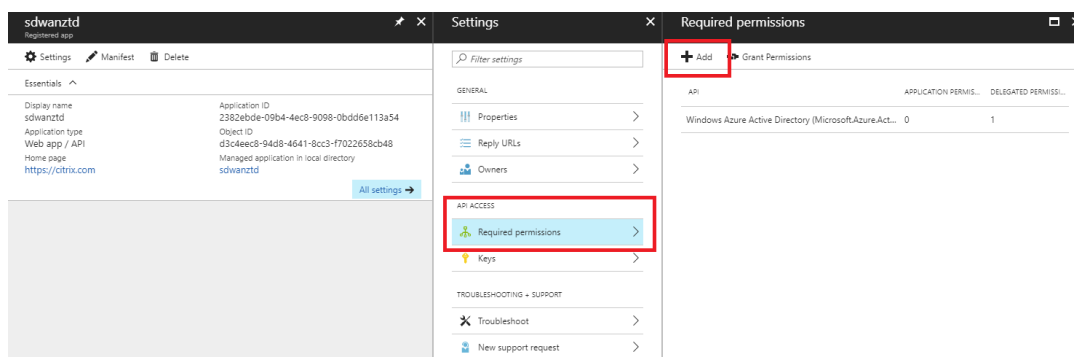 sdwanztd
Registered app
Settings Manifest Delete
Essentials
Display name
sdwanztd
Application type
Web app / API
Home page
https://citrix.com
Application ID
2382ebde-09b4-4ec8-9098-0bdd6e113a54
Object ID
d3c4eec8-94d8-4641-8cc3-f7022658cb48
Managed application in local directory
sdwanztd
All settings
Settings
Filter settings
GENERAL
Properties
Reply URLs
Owners
API ACCESS
Required permissions
Keys
TROUBLESHOOTING + SUPPORT
Troubleshoot
New support request
Required permissions
Add Grant Permissions
API APPLICATION PERMIS... DELEGATED PERMISSI...
Windows Azure Active Directory (Microsoft.Azure.Act... 0 1